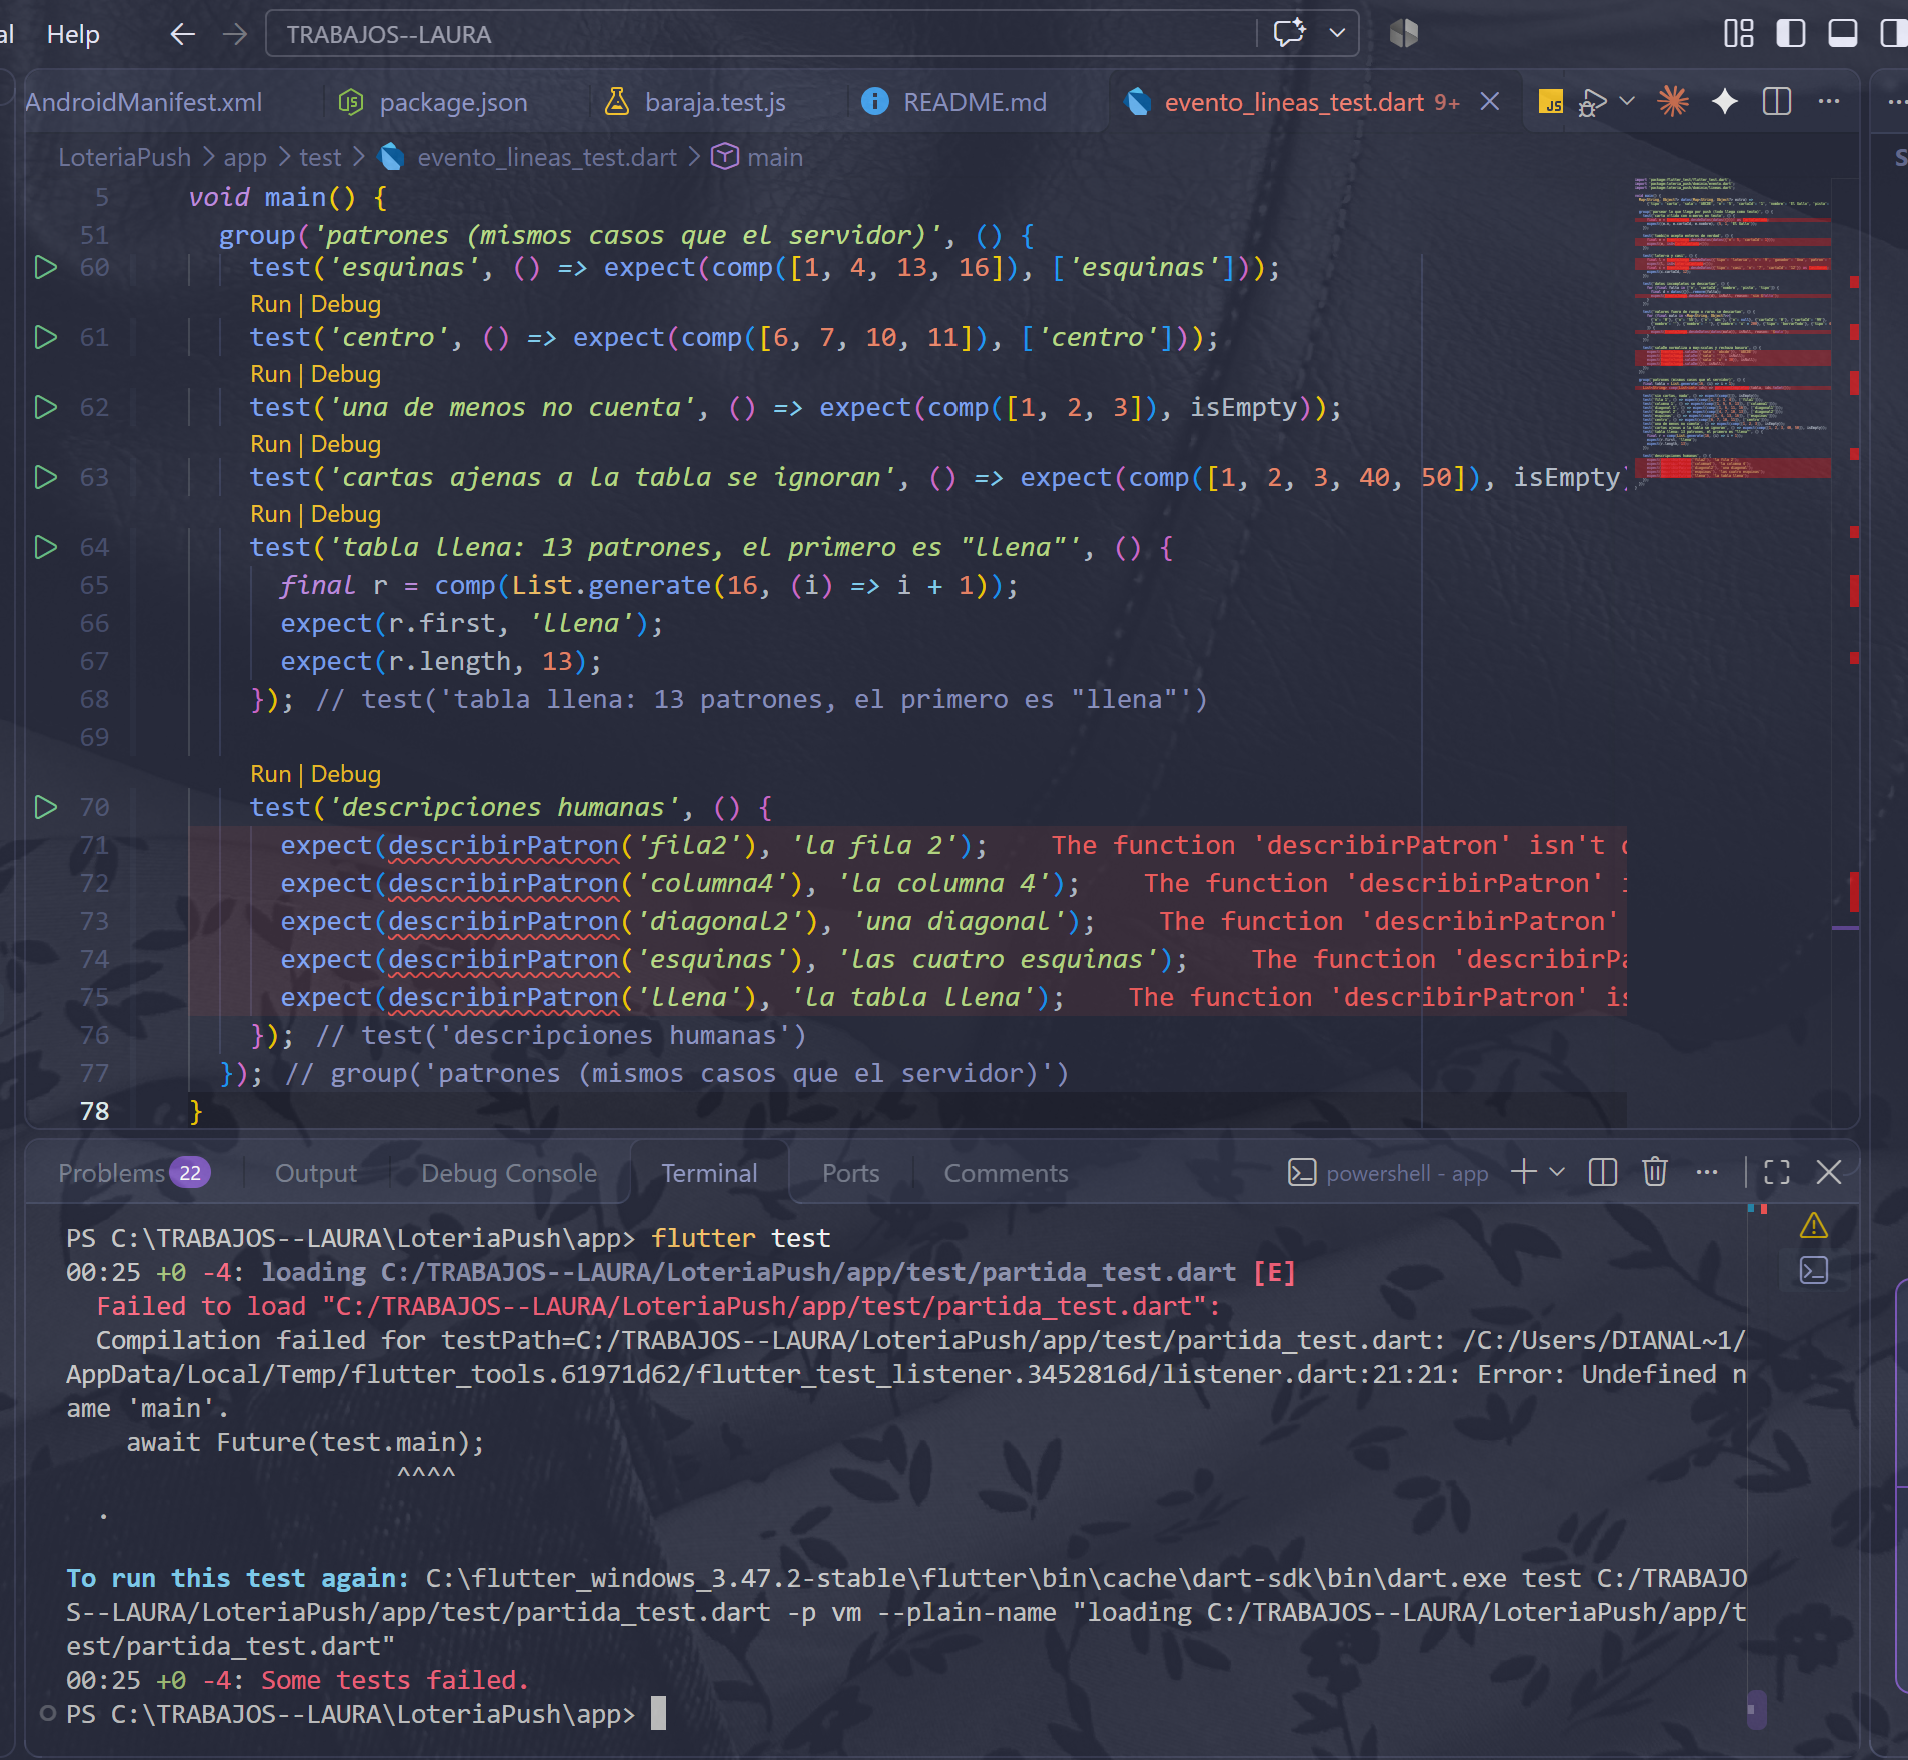 Help
TRABAJOS--LAURA
AndroidManifest.xml
package.json
baraja.test.js
README.md
evento_lineas_test.dart 9+
LoteriaPush > app > test > evento_lineas_test.dart > main
5 void main() {
51 group('patrones (mismos casos que el servidor)', () {
60 test('esquinas', () => expect(comp([1, 4, 13, 16]), ['esquinas']));
Run | Debug
61 test('centro', () => expect(comp([6, 7, 10, 11]), ['centro']));
Run | Debug
62 test('una de menos no cuenta', () => expect(comp([1, 2, 3]), isEmpty));
Run | Debug
63 test('cartas ajenas a la tabla se ignoran', () => expect(comp([1, 2, 3, 40, 50]), isEmpty)
Run | Debug
64 test('tabla llena: 13 patrones, el primero es "llena"', () {
65 final r = comp(List.generate(16, (i) => i + 1));
66 expect(r.first, 'llena');
67 expect(r.length, 13);
68 }); // test('tabla llena: 13 patrones, el primero es "llena"')
69
Run | Debug
70 test('descripciones humanas', () {
71 expect(describirPatron('fila2'), 'la fila 2'); The function 'describirPatron' isn't
72 expect(describirPatron('columna4'), 'la columna 4'); The function 'describirPatron'
73 expect(describirPatron('diagonal2'), 'una diagonal'); The function 'describirPatron'
74 expect(describirPatron('esquinas'), 'las cuatro esquinas'); The function 'describirPa
75 expect(describirPatron('llena'), 'la tabla llena'); The function 'describirPatron' is
76 }); // test('descripciones humanas')
77 }); // group('patrones (mismos casos que el servidor)')
78 }
Problems 22 Output Debug Console Terminal Ports Comments powershell - app
PS C:\TRABAJOS--LAURA\LoteriaPush\app> flutter test
00:25 +0 -4: loading C:/TRABAJOS--LAURA/LoteriaPush/app/test/partida_test.dart [E]
Failed to load "C:/TRABAJOS--LAURA/LoteriaPush/app/test/partida_test.dart":
Compilation failed for testPath=C:/TRABAJOS--LAURA/LoteriaPush/app/test/partida_test.dart: /C:/Users/DIANAL~1/
AppData/Local/Temp/flutter_tools.61971d62/flutter_test_listener.3452816d/listener.dart:21:21: Error: Undefined n
ame 'main'.
await Future(test.main);
^^^^
.
To run this test again: C:\flutter_windows_3.47.2-stable\flutter\bin\cache\dart-sdk\bin\dart.exe test C:/TRABAJO
S--LAURA/LoteriaPush/app/test/partida_test.dart -p vm --plain-name "loading C:/TRABAJOS--LAURA/LoteriaPush/app/t
est/partida_test.dart"
00:25 +0 -4: Some tests failed.
PS C:\TRABAJOS--LAURA\LoteriaPush\app>